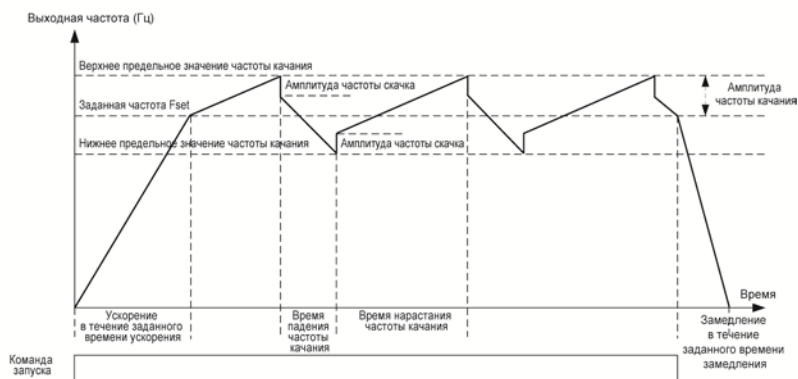 Выходная частота (Гц)
Верхнее предельное значение частоты качания
Амплитуда частоты скачка
Амплитуда
частоты качания
Заданная частота Fset
Нижнее предельное значение частоты качания
Амплитуда частоты скачка
Время
Ускорение
в течение заданного
времени ускорения
Время
падения
частоты
качания
Время нарастания
частоты качания
Замедление
в течение
заданного времени
замедления
Команда
запуска